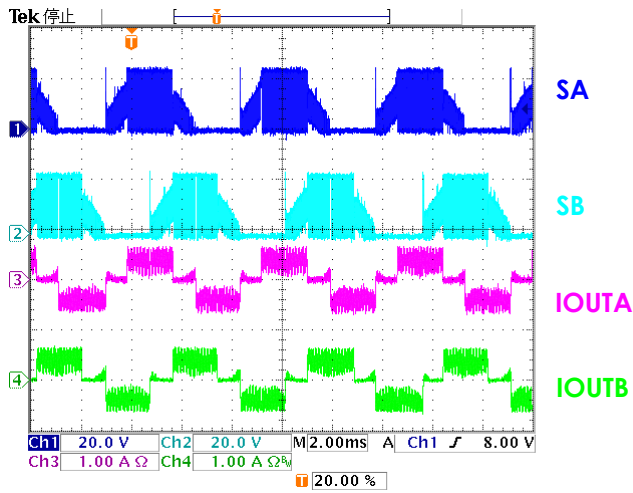 Tek 停止
T
T
1
SA
SB
2
3
IOUTA
4
IOUTB
Ch1 20.0 V Ch2 20.0 V M 2.00ms A Ch1 ƒ 8.00 V
Ch3 1.00 A Ω Ch4 1.00 A Ω BW
T 20.00 %